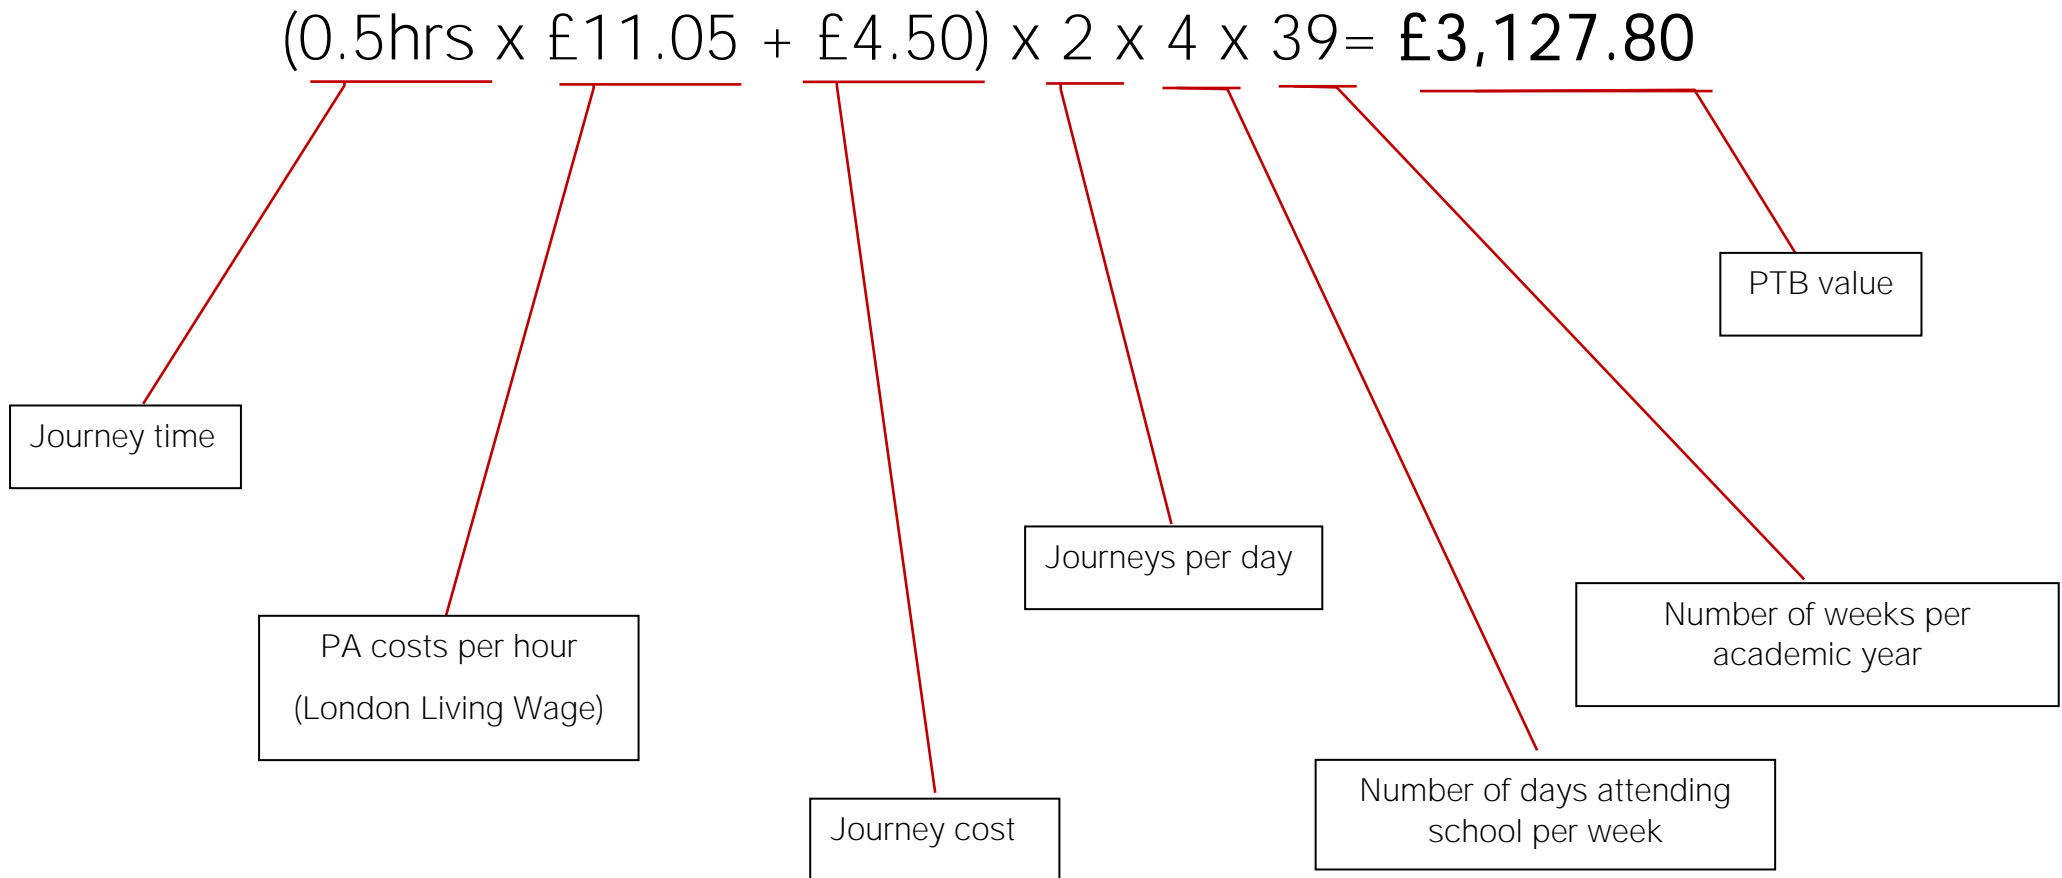 (0.5hrs x £11.05 + £4.50) x 2 x 4 x 39= £3,127.80
PTB value
Journey time
Journeys per day
Number of weeks per
academic year
PA costs per hour
(London Living Wage)
Number of days attending
school per week
Journey cost